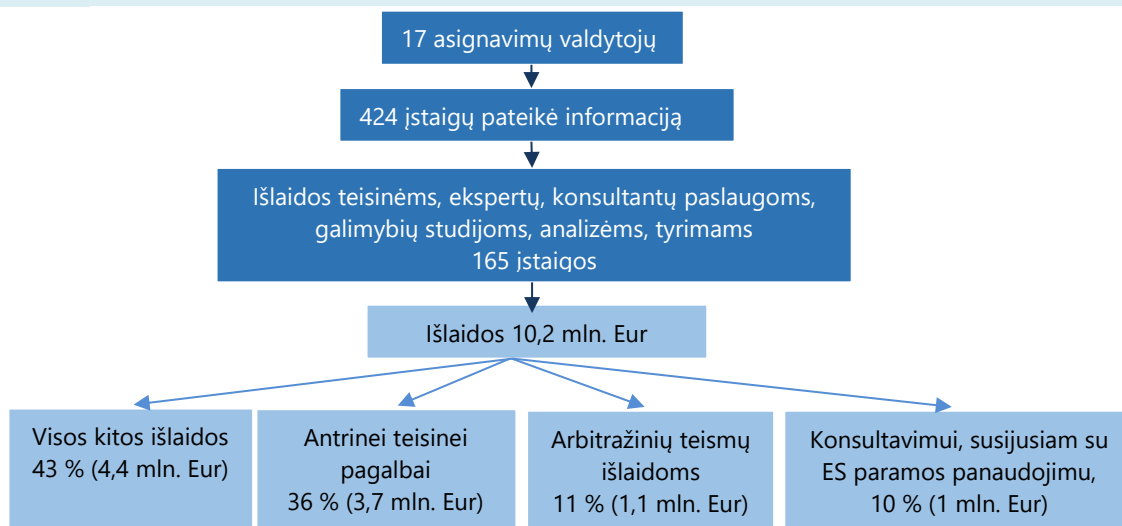 17 asignavimų valdytojų
424 įstaigų pateikė informaciją
Išlaidos teisinėms, ekspertų, konsultantų paslaugoms,
galimybių studijoms, analizėms, tyrimams
165 įstaigos
Išlaidos 10,2 mln. Eur
Visos kitos išlaidos
43 % (4,4 mln. Eur)
Antrinei teisinei
pagalbai
36 % (3,7 mln. Eur)
Arbitražinių teismų
išlaidoms
11 % (1,1 mln. Eur)
Konsultavimui, susijusiam su
ES paramos panaudojimu,
10 % (1 mln. Eur)